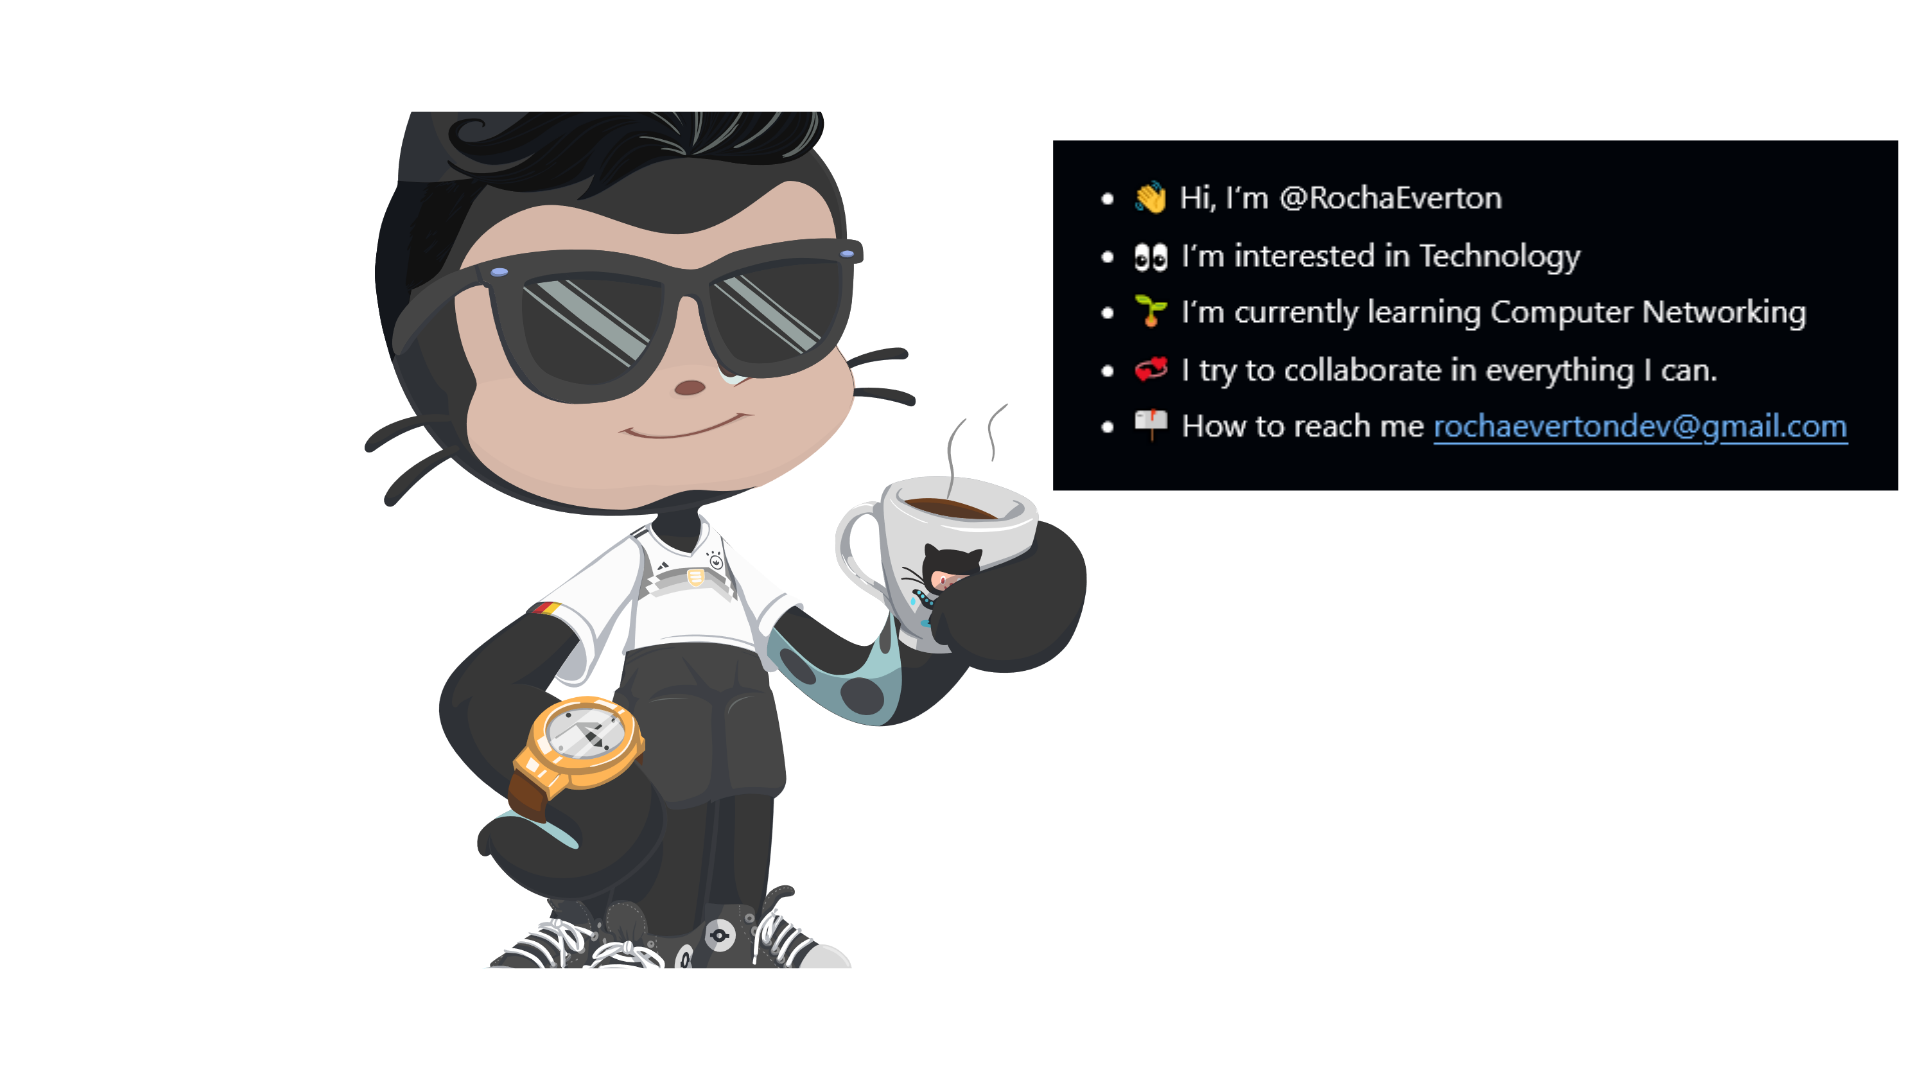 👋 Hi, I’m @RochaEverton
👀 I’m interested in Technology
🌱 I’m currently learning Computer Networking
💞️ I try to collaborate in everything I can.
📫 How to reach me rochaevertondev@gmail.com